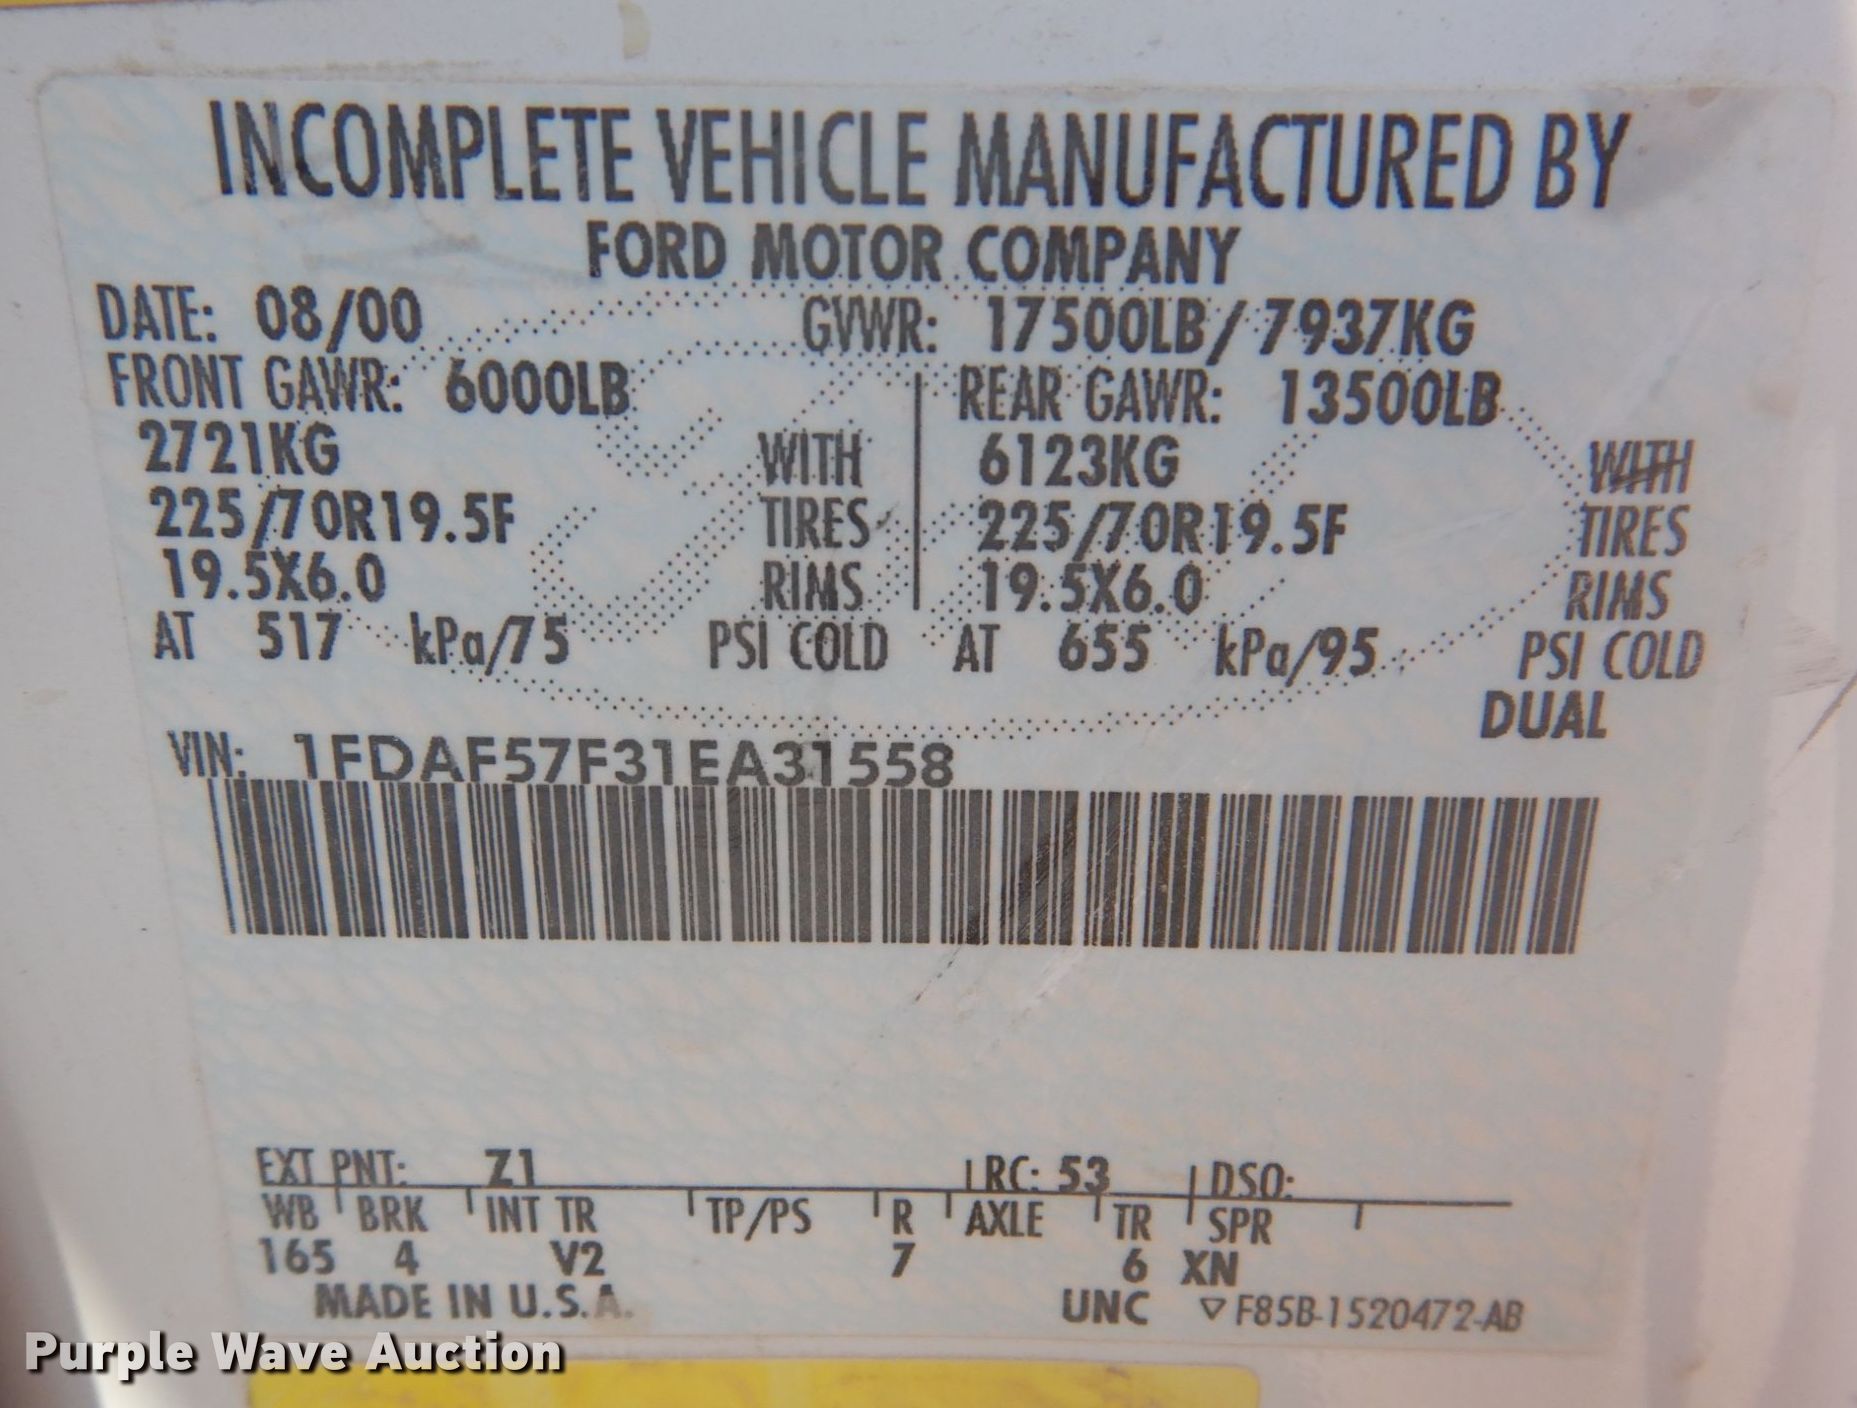 INCOMPLETE VEHICLE MANUFACTURED BY
FORD MOTOR COMPANY
DATE: 08/00 GVWR: 17500LB/ 7937KG
FRONT GAWR: 6000LB REAR GAWR: 13500LB
2721KG WITH 6123KG WITH
225/70R19.5F TIRES 225/70R19.5F TIRES
19.5X6.0 RIMS 19.5X6.0 RIMS
AT 517 kPa/75 PSI COLD AT 655 kPa/95 PSI COLD
DUAL
VIN: 1FDAF57F31EA31558
EXT PNT: Z1 RC: 53 DSO:
WB BRK INT TR TP/PS R AXLE TR SPR
165 4 V2 7 6 XN
MADE IN U.S.A. UNC ▽ F85B-1520472-AB
Purple Wave Auction